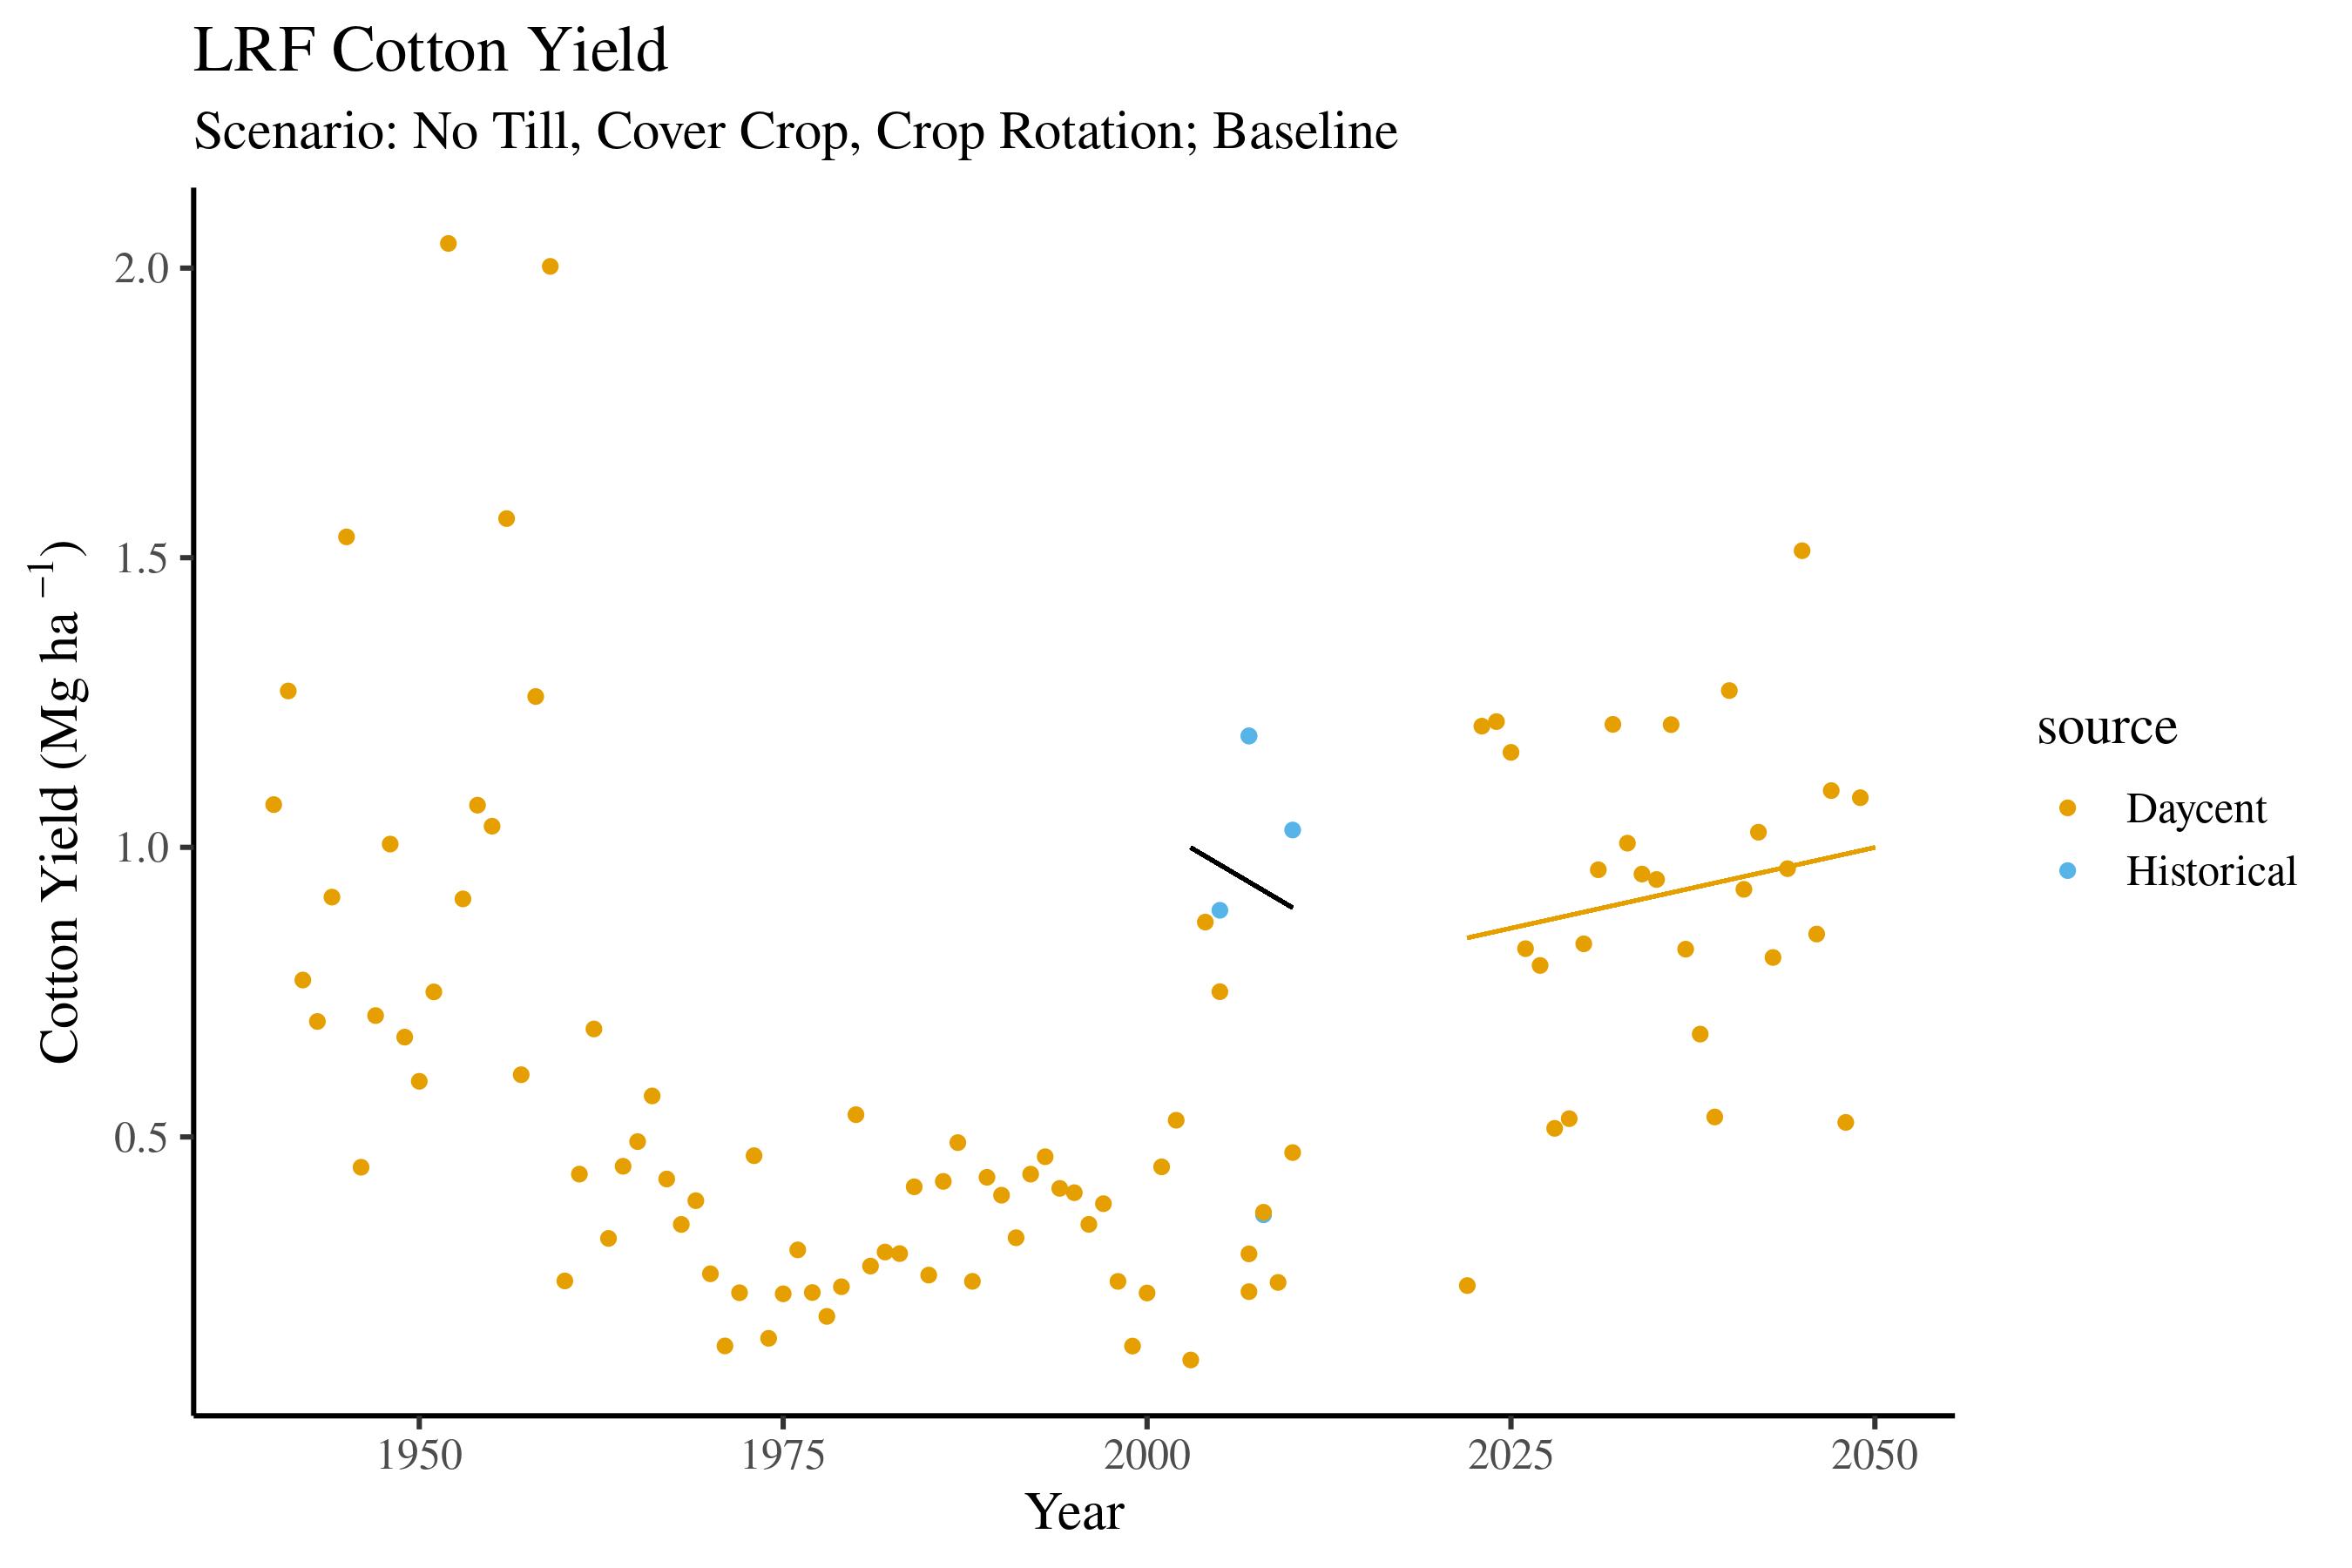 LRF Cotton Yield
Scenario: No Till, Cover Crop, Crop Rotation; Baseline
Cotton Yield (Mg ha −1)
2.0
1.5
1.0
0.5
1950 1975 2000 2025 2050
Year
source
Daycent
Historical